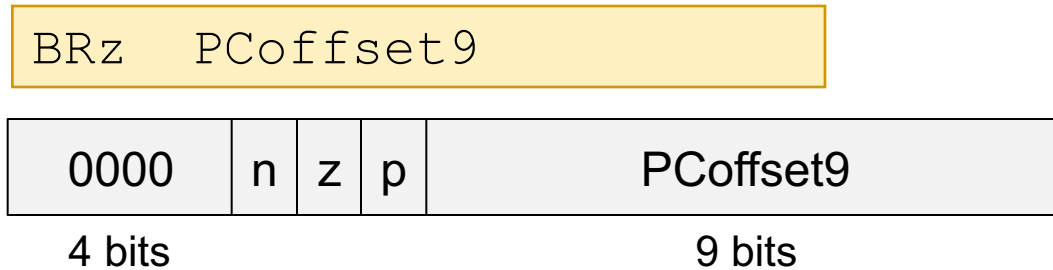 BRz PCoffset9
0000 n z p PCoffset9
4 bits 9 bits